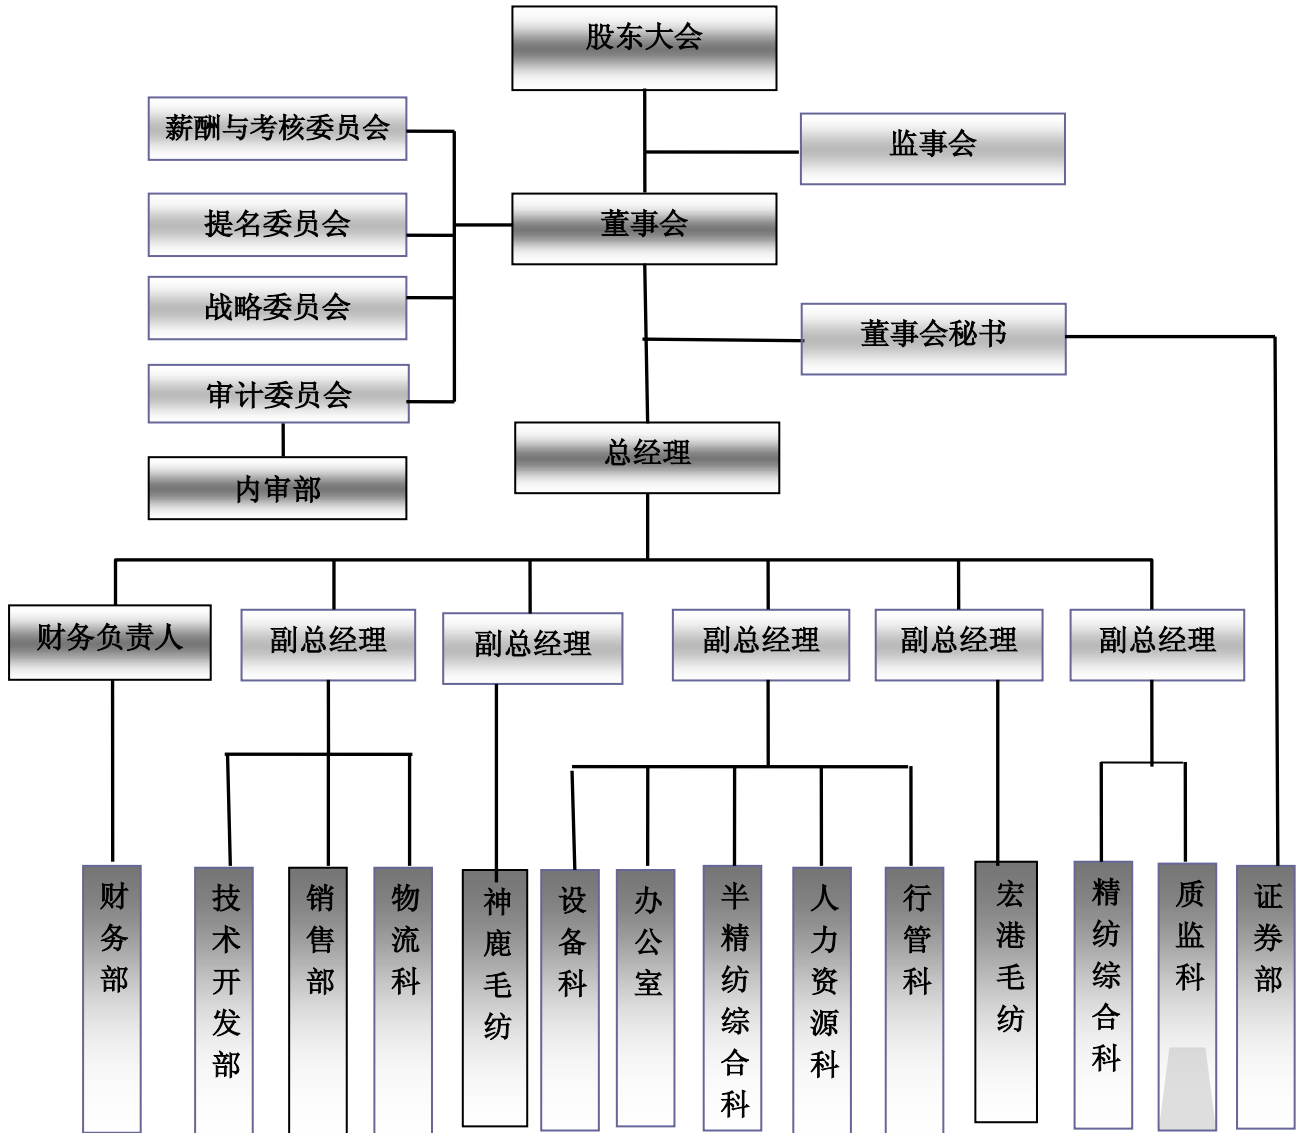 股东大会
薪酬与考核委员会
监事会
提名委员会
董事会
战略委员会
董事会秘书
审计委员会
总经理
内审部
财务负责人
副总经理
副总经理
副总经理
副总经理
副总经理
财务部
技术开发部
销售部
物流科
神鹿毛纺
设备科
办公室
半精纺综合科
人力资源科
行管科
宏港毛纺
精纺综合科
质监科
证券部